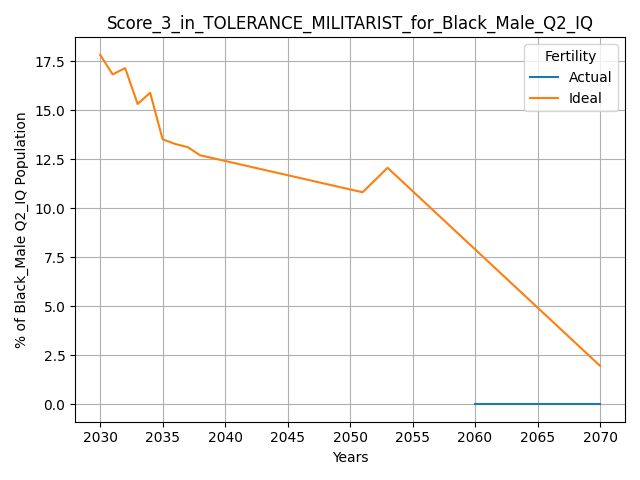 Score_3_in_TOLERANCE_MILITARIST_for_Black_Male_Q2_IQ
Fertility
Actual
Ideal
% of Black_Male Q2_IQ Population
17.5
15.0
12.5
10.0
7.5
5.0
2.5
0.0
2030 2035 2040 2045 2050 2055 2060 2065 2070
Years